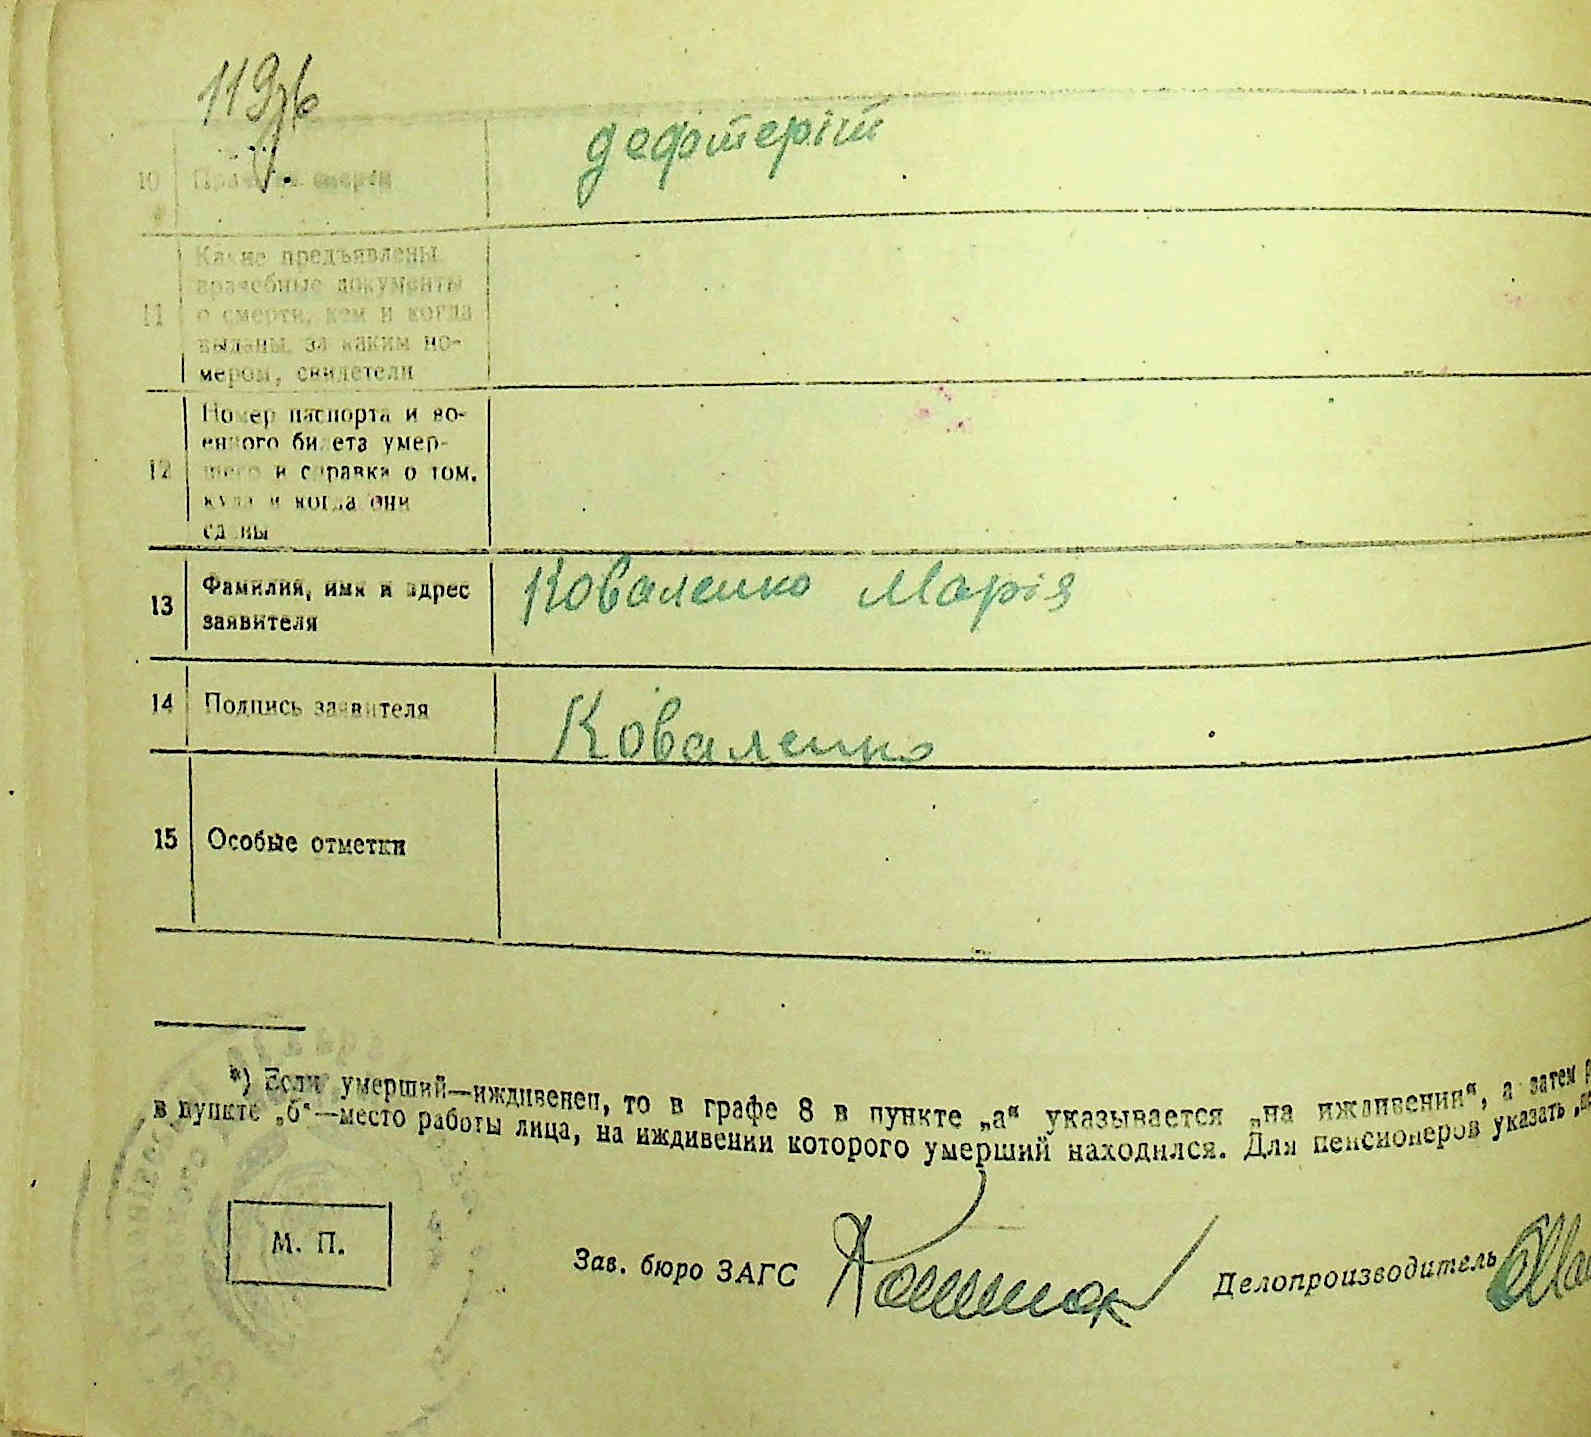 119
дефтеріт
10 Причина смерти
11 Какие предъявлены
врачебные документы
о смерти, кем и когда
выданы, за каким но-
мером, свидетели
12 Номер паспорта и во-
енного билета умер-
шего и справка о том,
куда и когда они
сданы
13 Фамилия, имя и адрес
заявителя
Коваленко Марія
14 Подпись заявителя
Коваленко
15 Особые отметки
*) Если умерший—иждивенец, то в графе 8 в пункте „а“ указывается „на иждивении“, а затем
в пункте „б“—место работы лица, на иждивении которого умерший находился. Для пенсионеров указать
М. П.
Зав. бюро ЗАГС
Делопроизводитель